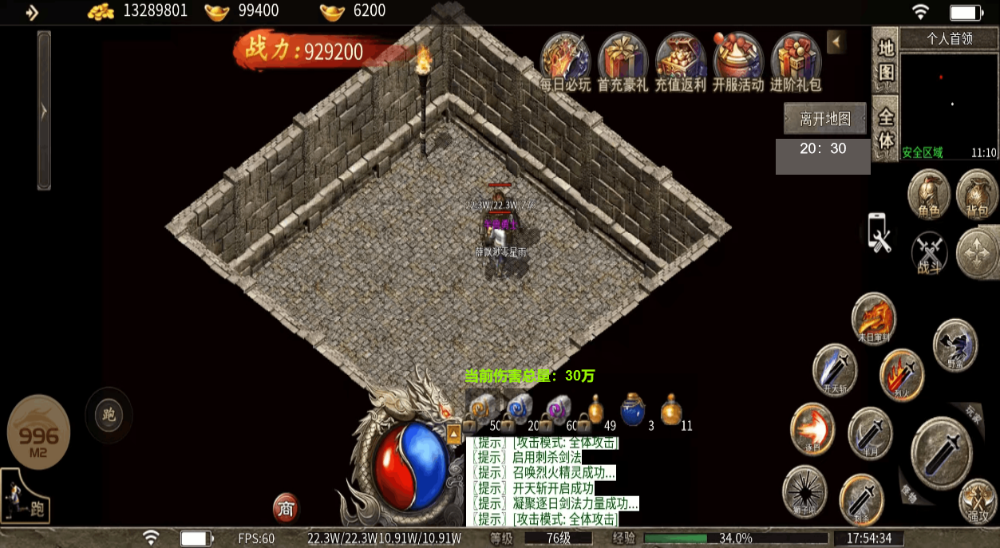 13289801
99400
6200
战力:929200
每日必玩
首充豪礼
充值返利
开服活动
进阶礼包
地图
全体
个人首领
安全区域
11:10
离开地图
20：30
角色
背包
战斗
22.3W/22.3W/Z76
薛飘渺零星雨
末日审判
野蛮
开天斩
烈火
逐日
半月
狮子吼
刺杀
玩家
怪物
强攻
996
M2
跑
跑
商
当前伤害总量：30万
50
20
60
49
3
11
[提示] [攻击模式: 全体攻击]
[提示] 启用刺杀剑法
[提示] 召唤烈火精灵成功...
[提示] 开天斩开启成功
[提示] 凝聚逐日剑法力量成功...
[提示] [攻击模式: 全体攻击]
FPS:60
22.3W/22.3W
10.91W/10.91W
等级
76级
经验
34.0%
17:54:34